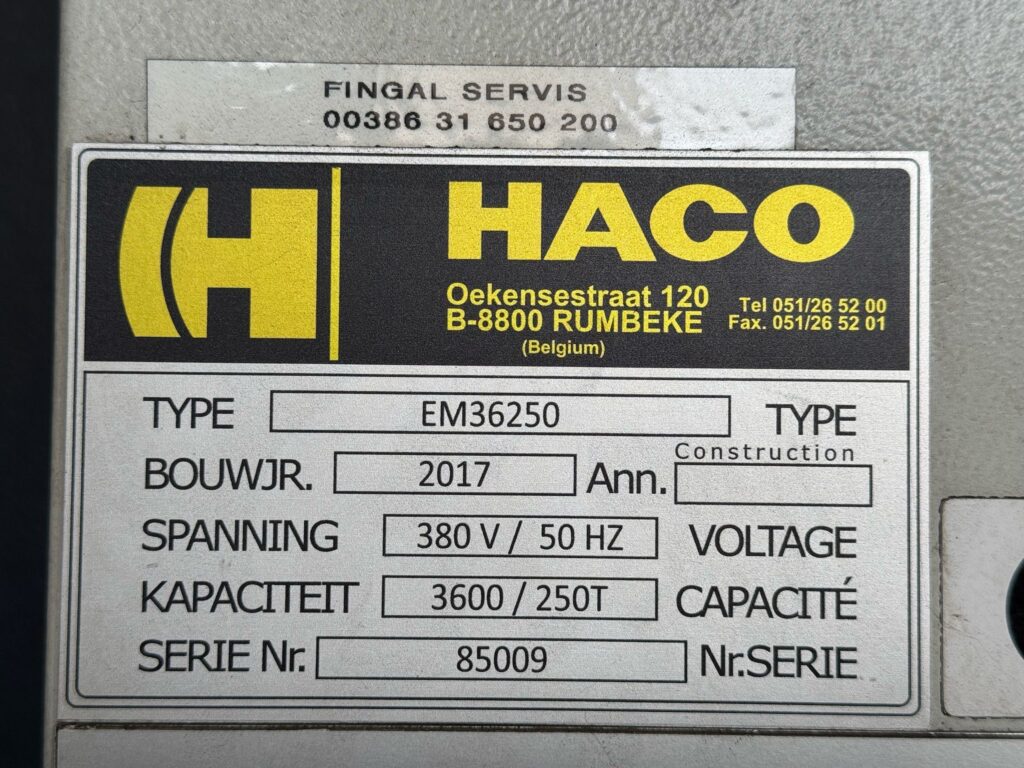 FINGAL SERVIS
00386 31 650 200
HACO
Oekensestraat 120
B-8800 RUMBEKE
(Belgium)
Tel 051/26 52 00
Fax. 051/26 52 01
TYPE EM36250 TYPE
BOUWJR. 2017 Ann. Construction
SPANNING 380 V / 50 HZ VOLTAGE
KAPACITEIT 3600 / 250T CAPACITÉ
SERIE Nr. 85009 Nr.SERIE